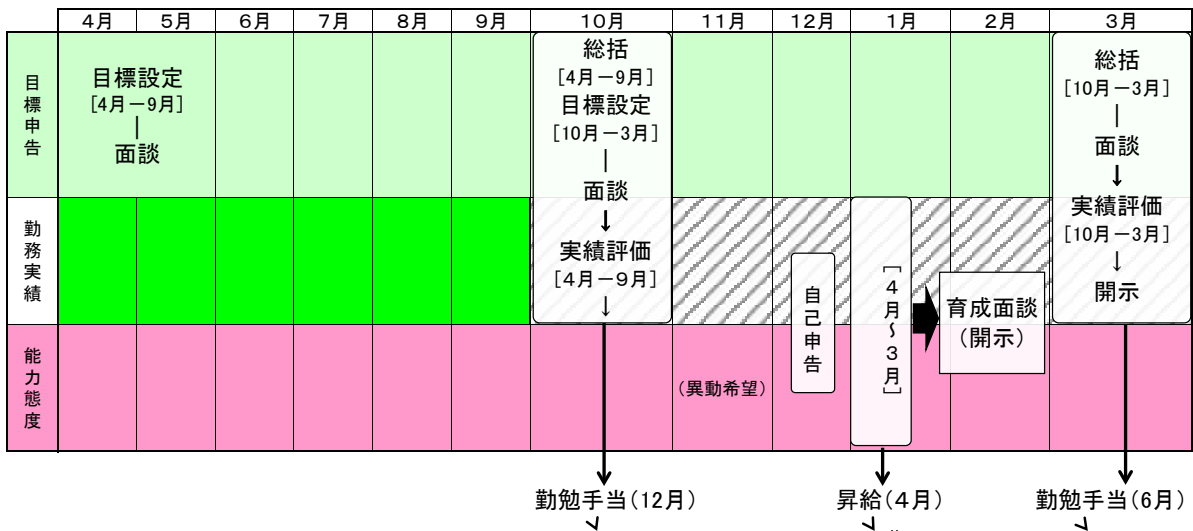 4月 5月 6月 7月 8月 9月 10月 11月 12月 1月 2月 3月
目標申告
目標設定
[4月－9月]
｜
面談
総括
[4月－9月]
目標設定
[10月－3月]
｜
面談
↓
実績評価
[4月－9月]
↓
総括
[10月－3月]
｜
面談
↓
実績評価
[10月－3月]
↓
開示
勤務実績
自己申告
[4月～3月]
育成面談
(開示)
能力態度
(異動希望)
勤勉手当(12月)
昇給(4月)
勤勉手当(6月)